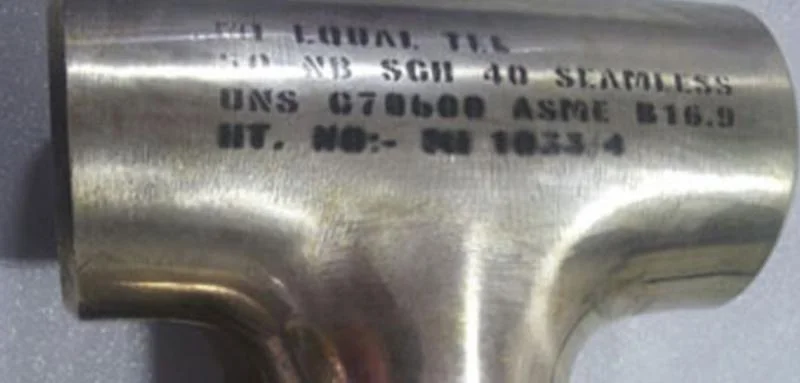 EQUAL TEE
NB SCH 40 SEAMLESS
UNS C70600 ASME B16.9
HT. NO:-